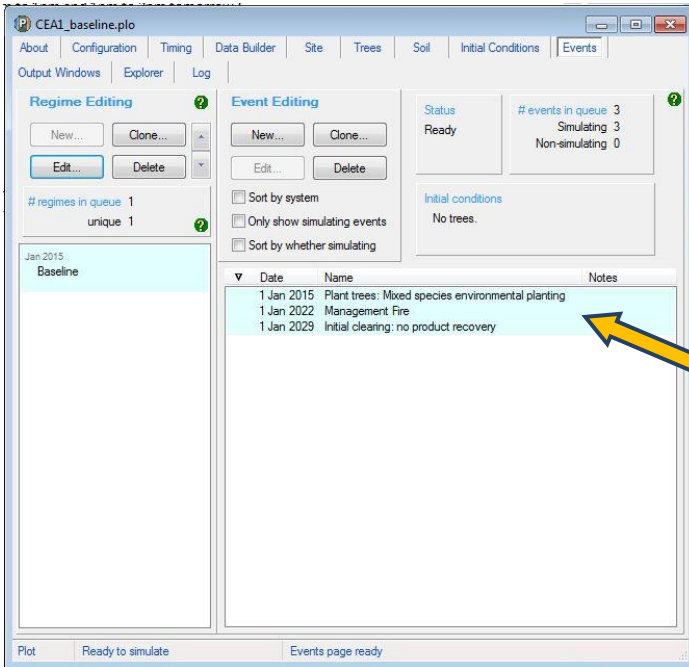 CEA1_baseline.plo
About Configuration Timing Data Builder Site Trees Soil Initial Conditions Events
Output Windows Explorer Log
Regime Editing
New... Clone...
Edit... Delete
# regimes in queue 1
unique 1
Jan 2015
Baseline
Event Editing
New... Clone...
Edit... Delete
Sort by system
Only show simulating events
Sort by whether simulating
Status
Ready
# events in queue 3
Simulating 3
Non-simulating 0
Initial conditions
No trees.
Date Name Notes
1 Jan 2015 Plant trees: Mixed species environmental planting
1 Jan 2022 Management Fire
1 Jan 2029 Initial clearing: no product recovery
Plot Ready to simulate Events page ready